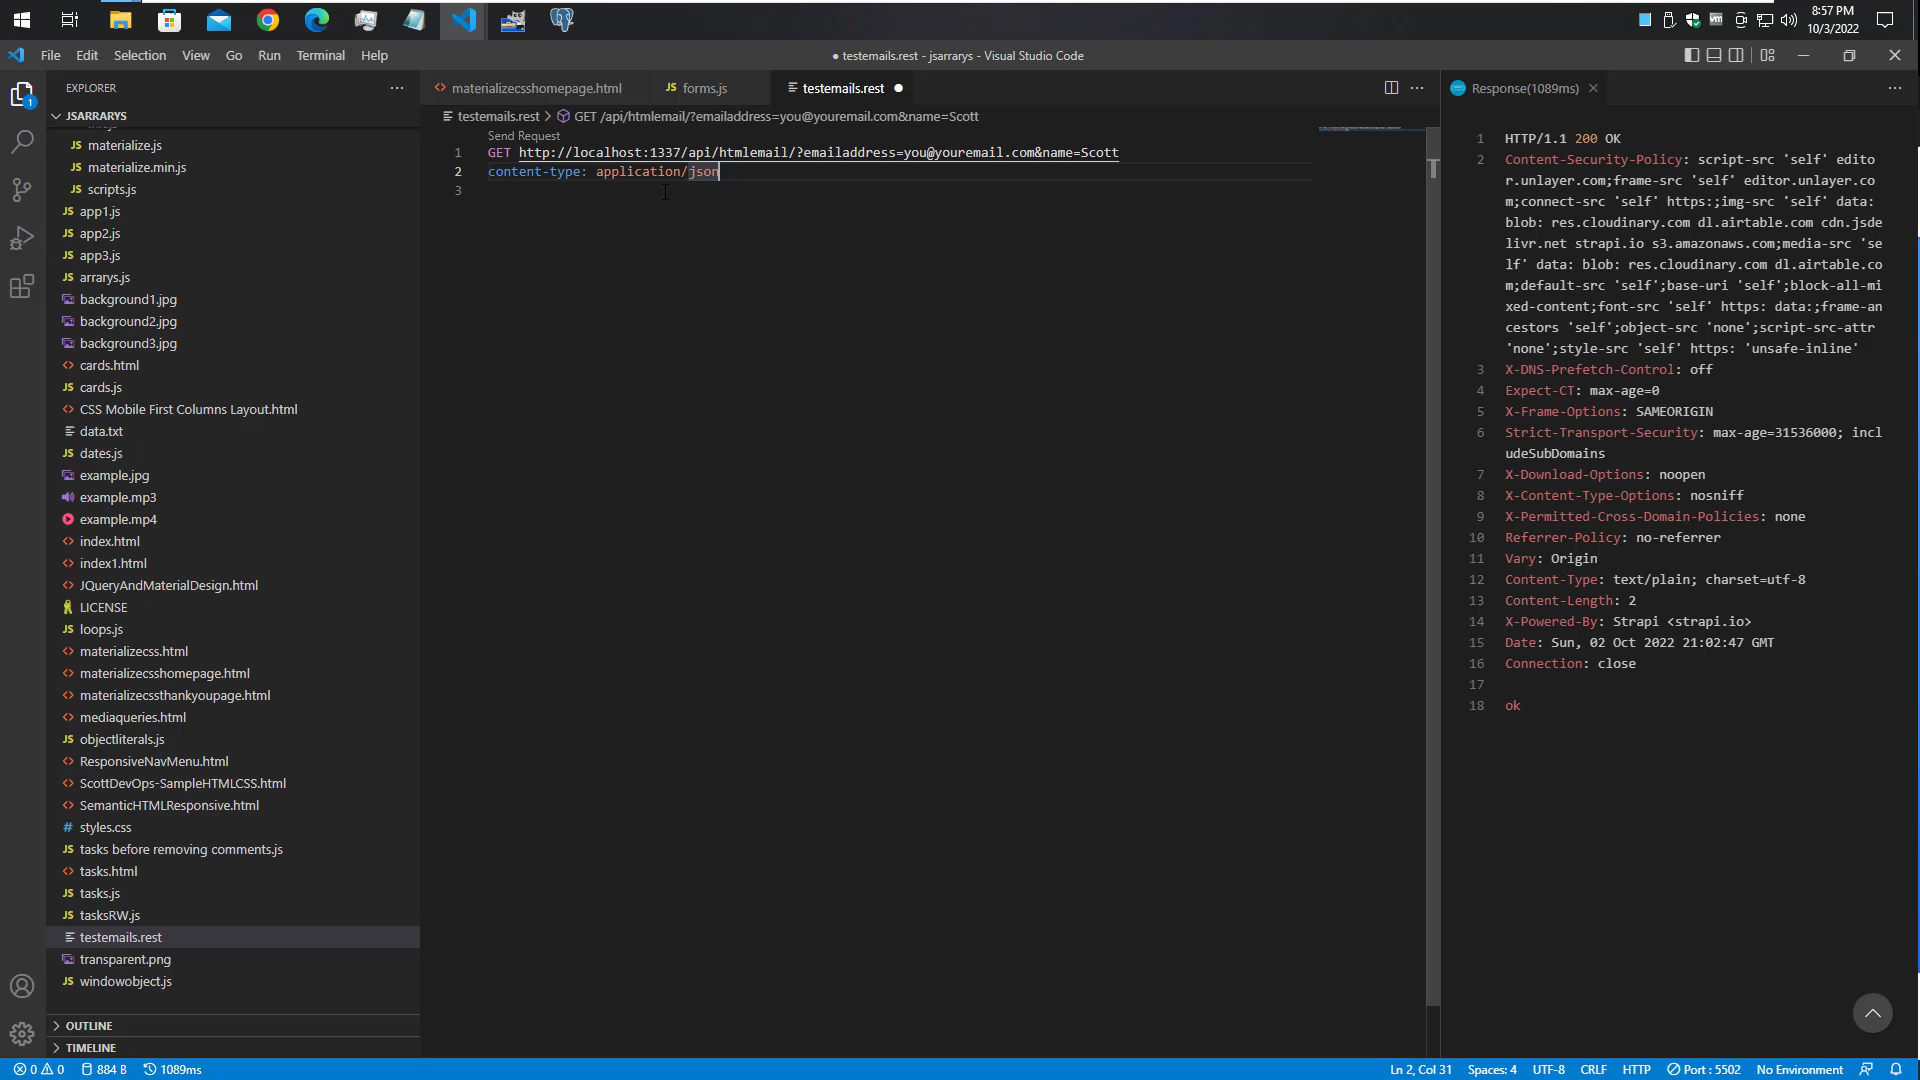 8:57 PM
10/3/2022
File Edit Selection View Go Run Terminal Help
● testemails.rest - jsarrarys - Visual Studio Code
EXPLORER
JSARRARYS
materialize.js
materialize.min.js
scripts.js
app1.js
app2.js
app3.js
arrarys.js
background1.jpg
background2.jpg
background3.jpg
cards.html
cards.js
CSS Mobile First Columns Layout.html
data.txt
dates.js
example.jpg
example.mp3
example.mp4
index.html
index1.html
JQueryAndMaterialDesign.html
LICENSE
loops.js
materializecss.html
materializecsshomepage.html
materializecssthankyoupage.html
mediaqueries.html
objectliterals.js
ResponsiveNavMenu.html
ScottDevOps-SampleHTMLCSS.html
SemanticHTMLResponsive.html
styles.css
tasks before removing comments.js
tasks.html
tasks.js
tasksRW.js
testemails.rest
transparent.png
windowobject.js
OUTLINE
TIMELINE
materializecsshomepage.html
JS forms.js
testemails.rest
testemails.rest > GET /api/htmlemail/?emailaddress=you@youremail.com&name=Scott
Send Request
1 GET http://localhost:1337/api/htmlemail/?emailaddress=you@youremail.com&name=Scott
2 content-type: application/json
3
Response(1089ms)
1 HTTP/1.1 200 OK
2 Content-Security-Policy: script-src 'self' edito
r.unlayer.com;frame-src 'self' editor.unlayer.co
m;connect-src 'self' https:;img-src 'self' data:
blob: res.cloudinary.com dl.airtable.com cdn.jsde
livr.net strapi.io s3.amazonaws.com;media-src 'se
lf' data: blob: res.cloudinary.com dl.airtable.co
m;default-src 'self';base-uri 'self';block-all-mi
xed-content;font-src 'self' https: data:;frame-an
cestors 'self';object-src 'none';script-src-attr
'none';style-src 'self' https: 'unsafe-inline'
3 X-DNS-Prefetch-Control: off
4 Expect-CT: max-age=0
5 X-Frame-Options: SAMEORIGIN
6 Strict-Transport-Security: max-age=31536000; incl
udeSubDomains
7 X-Download-Options: noopen
8 X-Content-Type-Options: nosniff
9 X-Permitted-Cross-Domain-Policies: none
10 Referrer-Policy: no-referrer
11 Vary: Origin
12 Content-Type: text/plain; charset=utf-8
13 Content-Length: 2
14 X-Powered-By: Strapi <strapi.io>
15 Date: Sun, 02 Oct 2022 21:02:47 GMT
16 Connection: close
17
18 ok
0 0 884 B 1089ms
Ln 2, Col 31 Spaces: 4 UTF-8 CRLF HTTP Port : 5502 No Environment